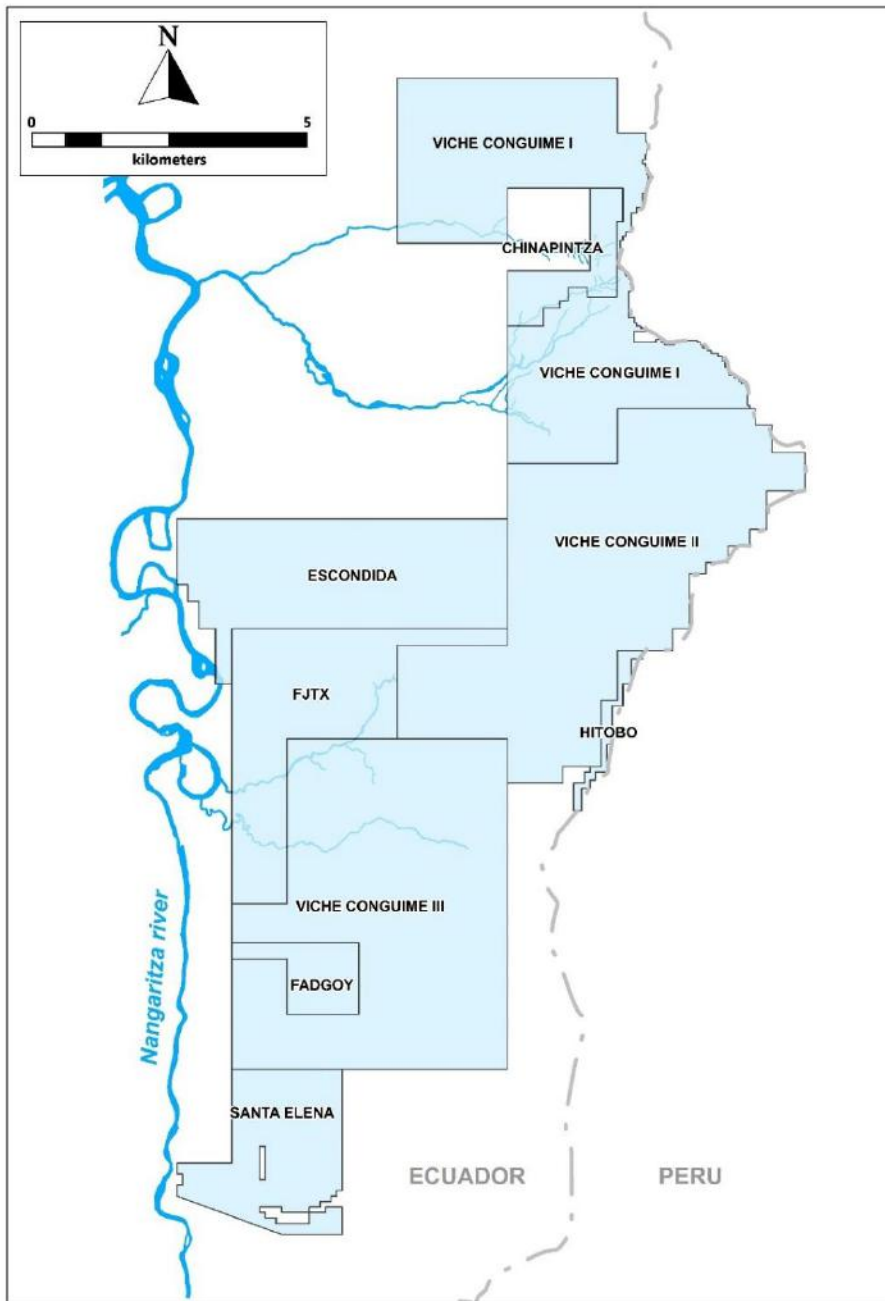 N
0 5
kilometers
VICHE CONGUIME I
CHINAPINTZA
VICHE CONGUIME I
VICHE CONGUIME II
ESCONDIDA
FJTX
HITOBO
VICHE CONGUIME III
Nangaritza river
FADGOY
SANTA ELENA
ECUADOR PERU